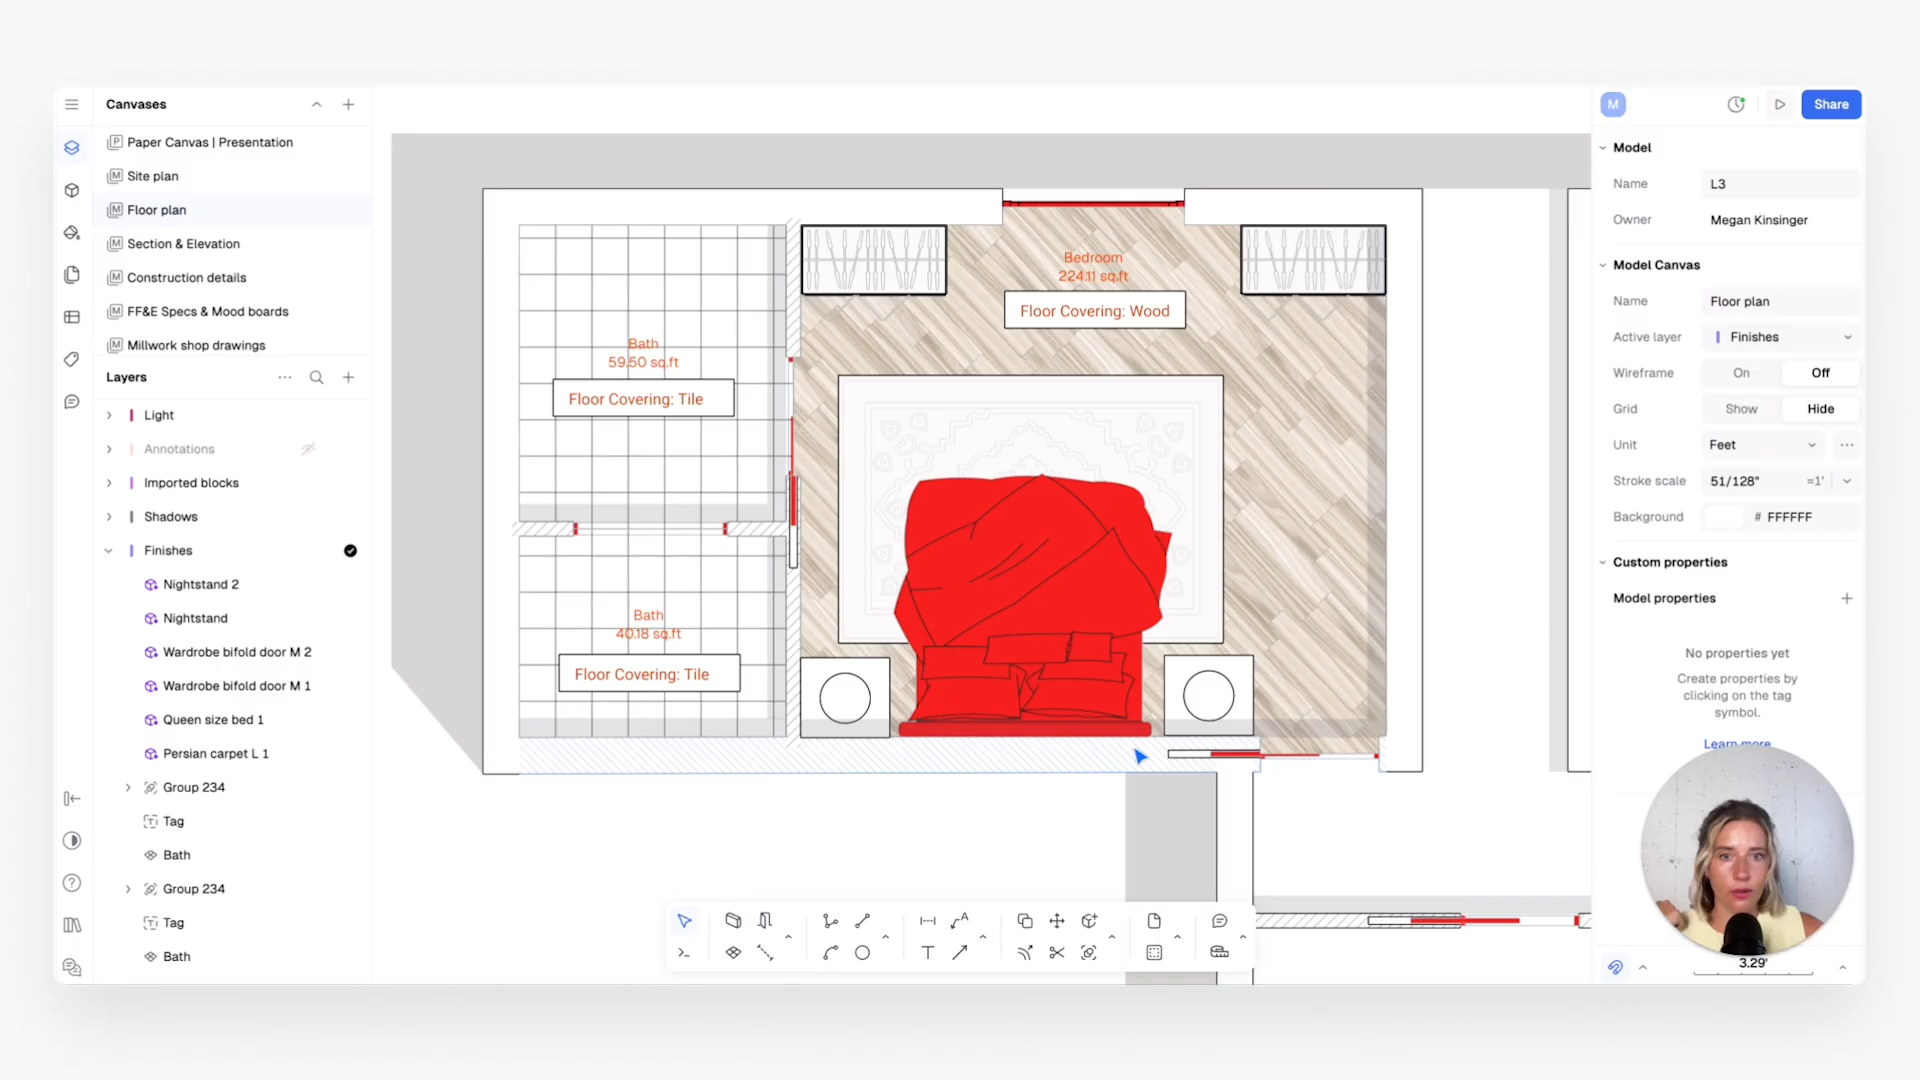 Canvases
Paper Canvas | Presentation
Site plan
Floor plan
Section & Elevation
Construction details
FF&E Specs & Mood boards
Millwork shop drawings
Layers
Light
Annotations
Imported blocks
Shadows
Finishes
Nightstand 2
Nightstand
Wardrobe bifold door M 2
Wardrobe bifold door M 1
Queen size bed 1
Persian carpet L 1
Group 234
Tag
Bath
Group 234
Tag
Bath
Bath
59.50 sq.ft
Floor Covering: Tile
Bath
40.18 sq.ft
Floor Covering: Tile
Bedroom
224.11 sq.ft
Floor Covering: Wood
M
Share
Model
Name L3
Owner Megan Kinsinger
Model Canvas
Name Floor plan
Active layer Finishes
Wireframe On Off
Grid Show Hide
Unit Feet
Stroke scale 51/128" =1'
Background # FFFFFF
Custom properties
Model properties
No properties yet
Create properties by
clicking on the tag
symbol.
Learn more
3.29'